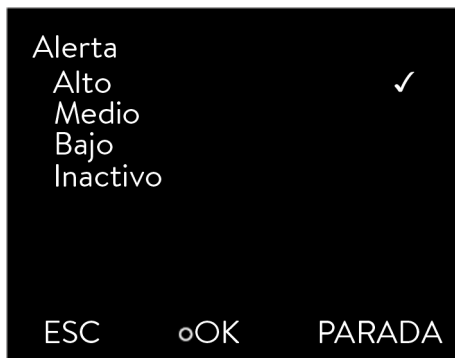 Alerta
Alto ✓
Medio
Bajo
Inactivo
ESC OK PARADA